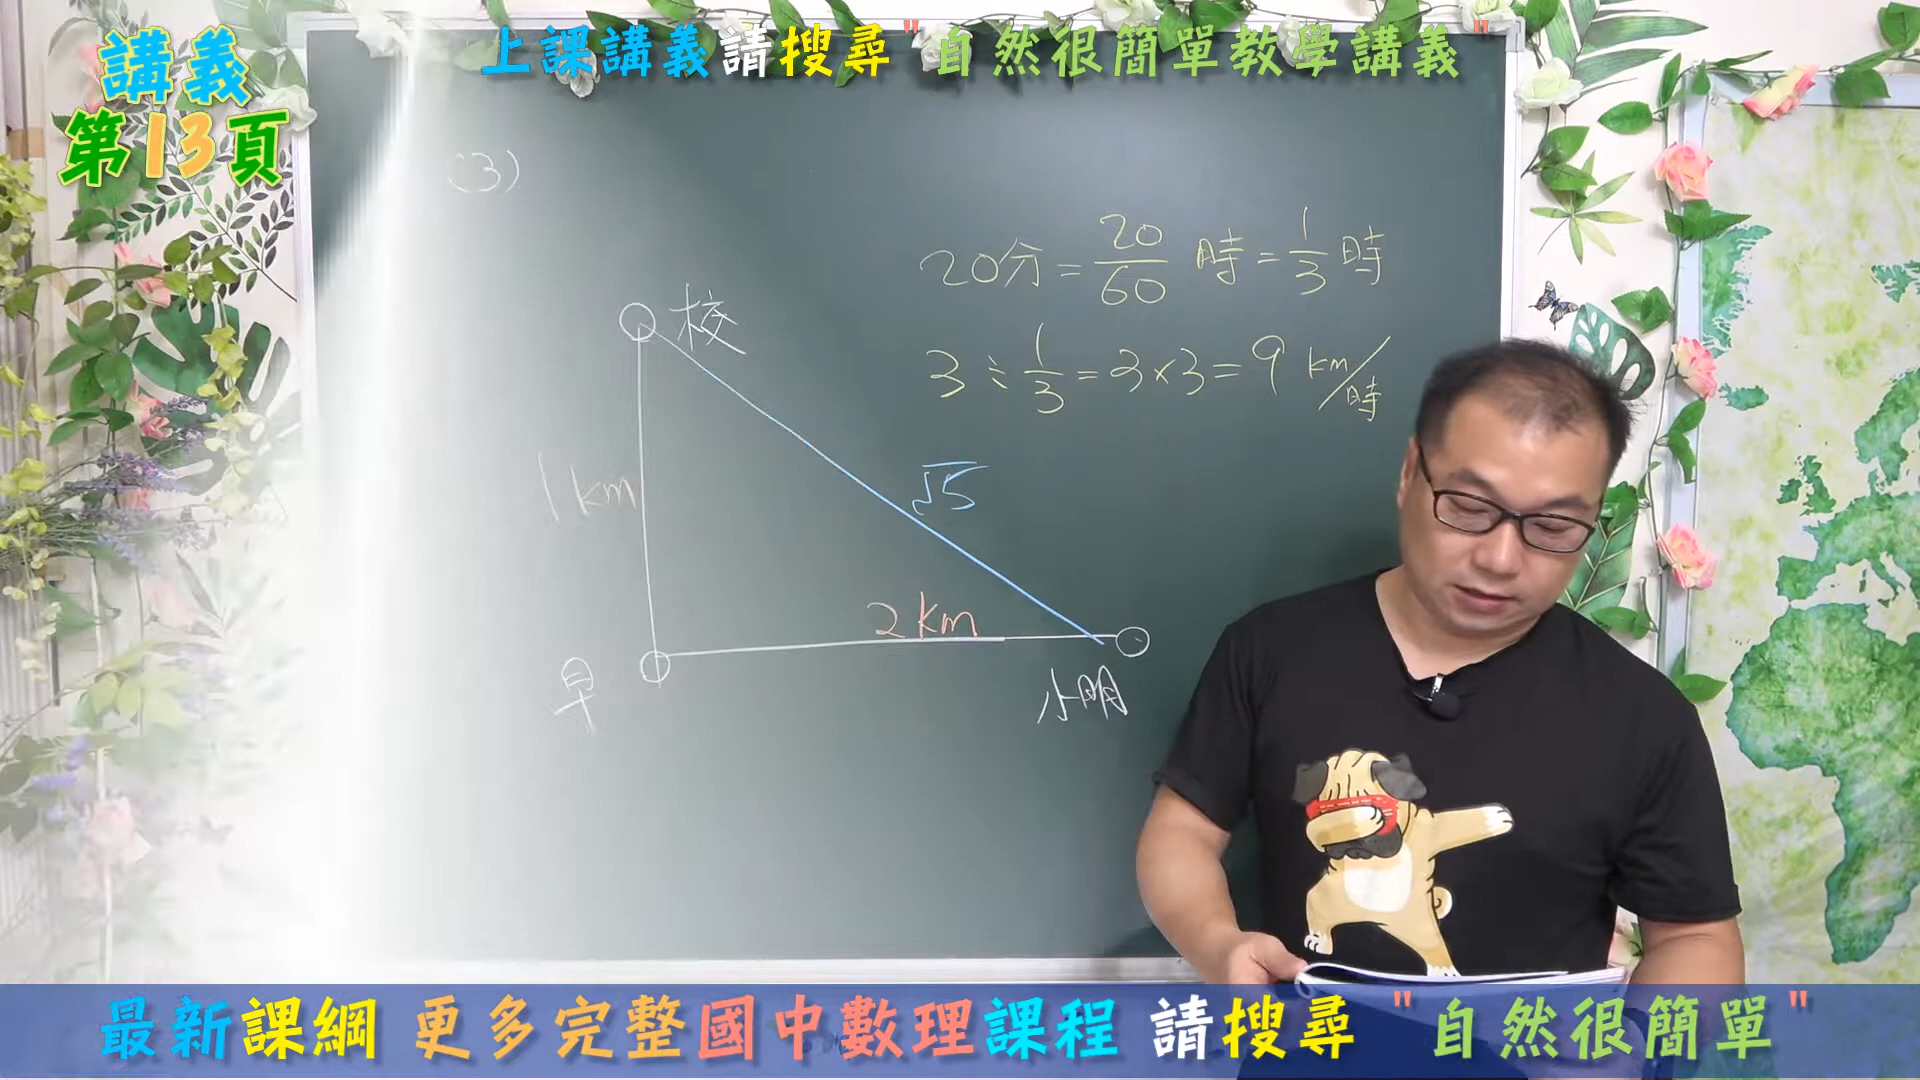 上課講義請搜尋"自然很簡單教學講義"
講義
第13頁
(3)
20分=20/60時=1/3時
3÷1/3=3×3=9 km/時
校
1km
√5
2km
早
小明
最新課綱 更多完整國中數理課程 請搜尋"自然很簡單"